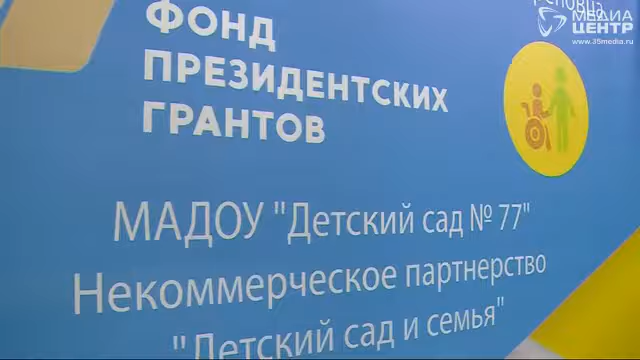 МЕДИА
ЦЕНТР
www.35media.ru
ФОНД
ПРЕЗИДЕНТСКИХ
ГРАНТОВ
МАДОУ "Детский сад № 77"
Некоммерческое партнерство
"Детский сад и семья"